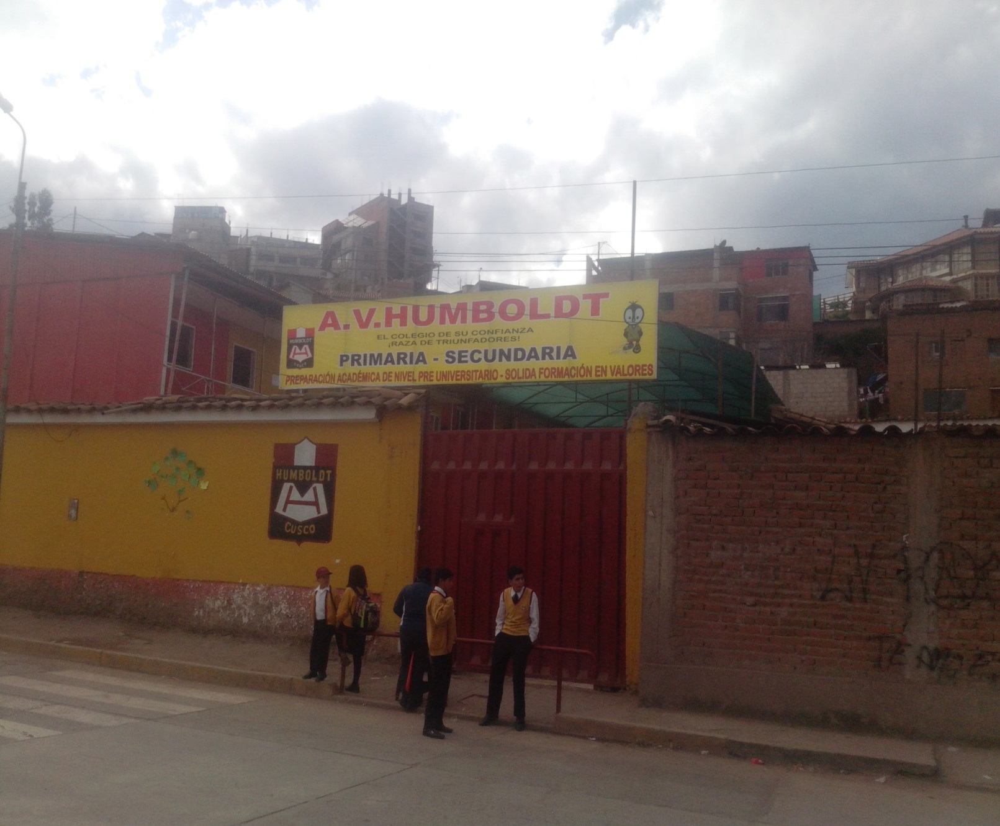 A.V.HUMBOLDT
EL COLEGIO DE SU CONFIANZA
¡RAZA DE TRIUNFADORES!
PRIMARIA - SECUNDARIA
PREPARACIÓN ACADÉMICA DE NIVEL PRE UNIVERSITARIO - SOLIDA FORMACIÓN EN VALORES
HUMBOLDT
CUSCO
HUMBOLDT
CUSCO